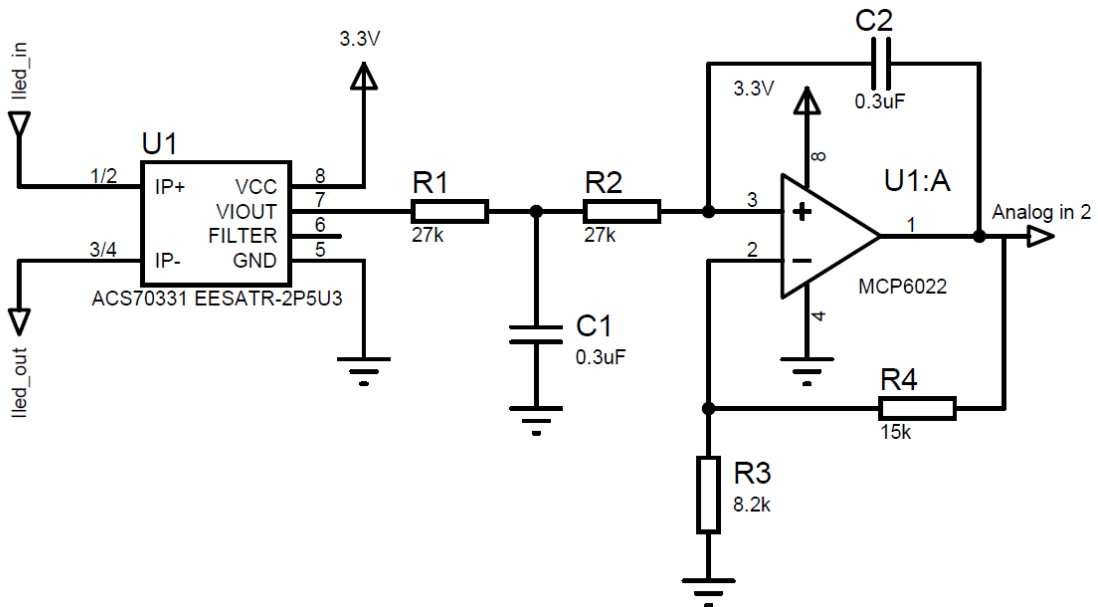 Iled_in
Iled_out
U1
1/2
IP+
3/4
IP-
VCC
8
VIOUT
7
FILTER
6
GND
5
ACS70331 EESATR-2P5U3
3.3V
R1
27k
R2
27k
C1
0.3uF
C2
0.3uF
3.3V
8
U1:A
3
+
2
−
1
4
MCP6022
Analog in 2
R4
15k
R3
8.2k